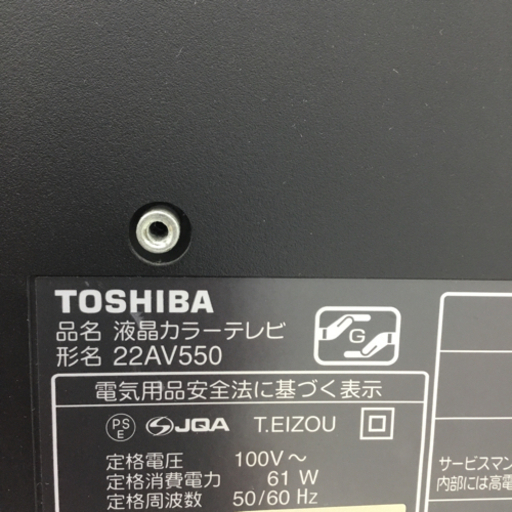 TOSHIBA
品名 液晶カラーテレビ
形名 22AV550
G
電気用品安全法に基づく表示
PS
E
JQA T.EIZOU
定格電圧 100V～
定格消費電力 61 W
定格周波数 50/60 Hz
サービスマン
内部には高電